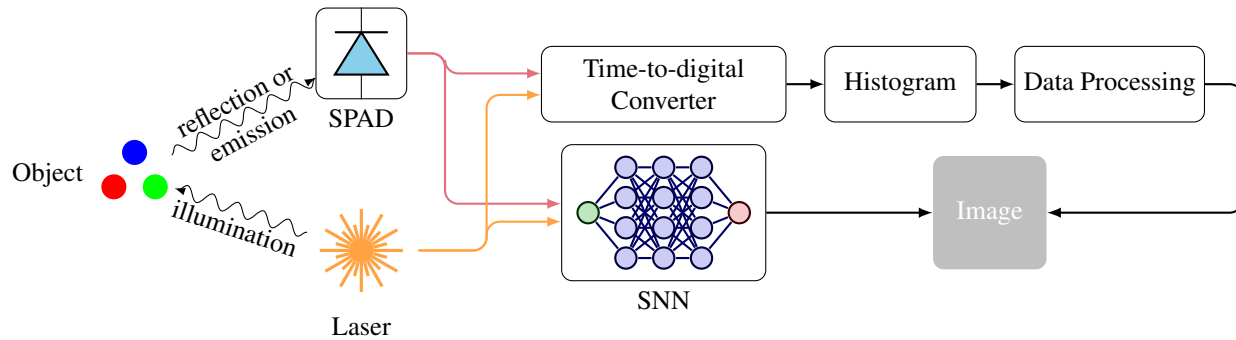 reflection or
emission
SPAD
Time-to-digital
Converter
Histogram
Data Processing
Object
illumination
Laser
SNN
Image